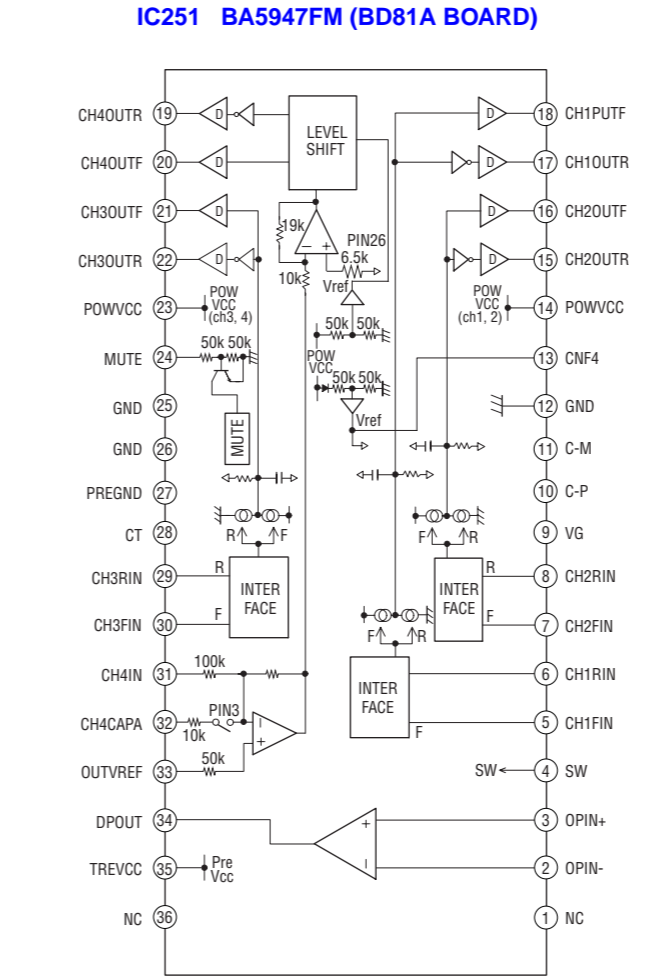 IC251 BA5947FM (BD81A BOARD)
CH4OUTR 19 D LEVEL SHIFT D 18 CH1PUTF
CH4OUTF 20 D D 17 CH1OUTR
CH3OUTF 21 D 19k PIN26 D 16 CH2OUTF
CH3OUTR 22 D − + 6.5k D 15 CH2OUTR
10k Vref
POWVCC 23 POW VCC (ch3, 4) POW VCC (ch1, 2) 14 POWVCC
50k 50k
MUTE 24 50k 50k POW VCC 13 CNF4
50k 50k
GND 25 Vref 12 GND
MUTE
GND 26 11 C-M
PREGND 27 10 C-P
CT 28 R F F R 9 VG
CH3RIN 29 R INTER FACE INTER FACE R 8 CH2RIN
CH3FIN 30 F F 7 CH2FIN
F R
CH4IN 31 100k INTER FACE 6 CH1RIN
CH4CAPA 32 10k PIN3 − + F 5 CH1FIN
OUTVREF 33 50k SW 4 SW
DPOUT 34 + 3 OPIN+
TREVCC 35 Pre Vcc − 2 OPIN-
NC 36 1 NC